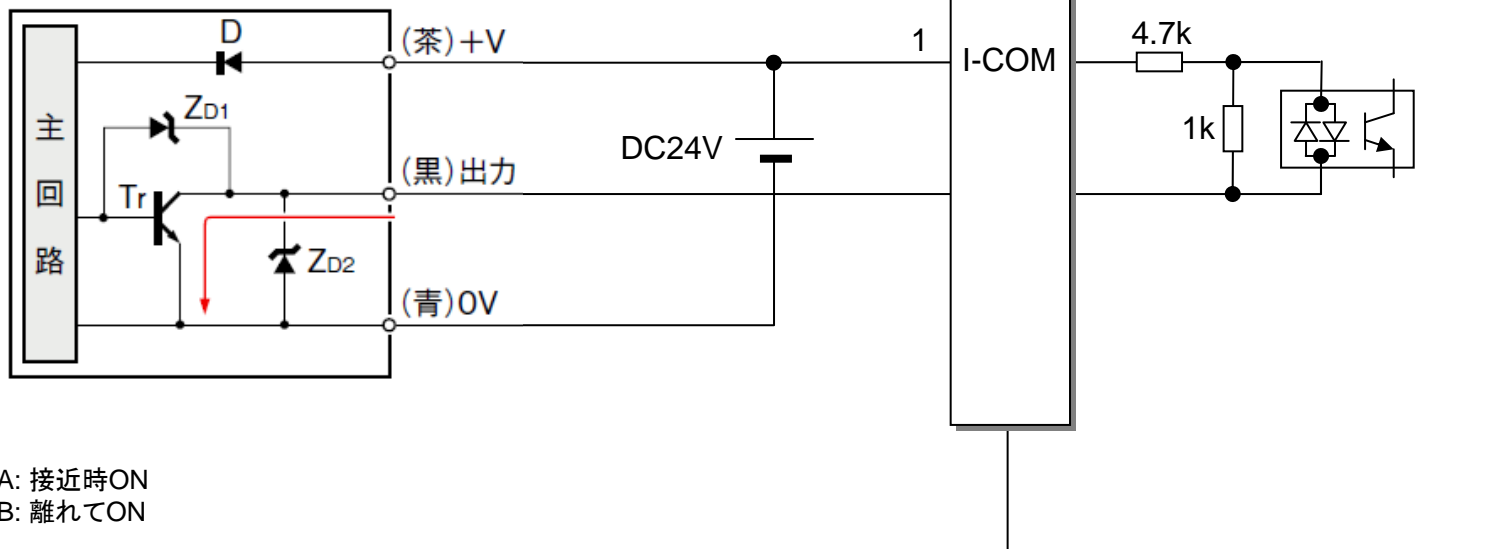 D
(茶)+V
1
I-COM
4.7k
主回路
ZD1
1k
DC24V
(黒)出力
Tr
ZD2
(青)0V
A: 接近時ON
B: 離れてON